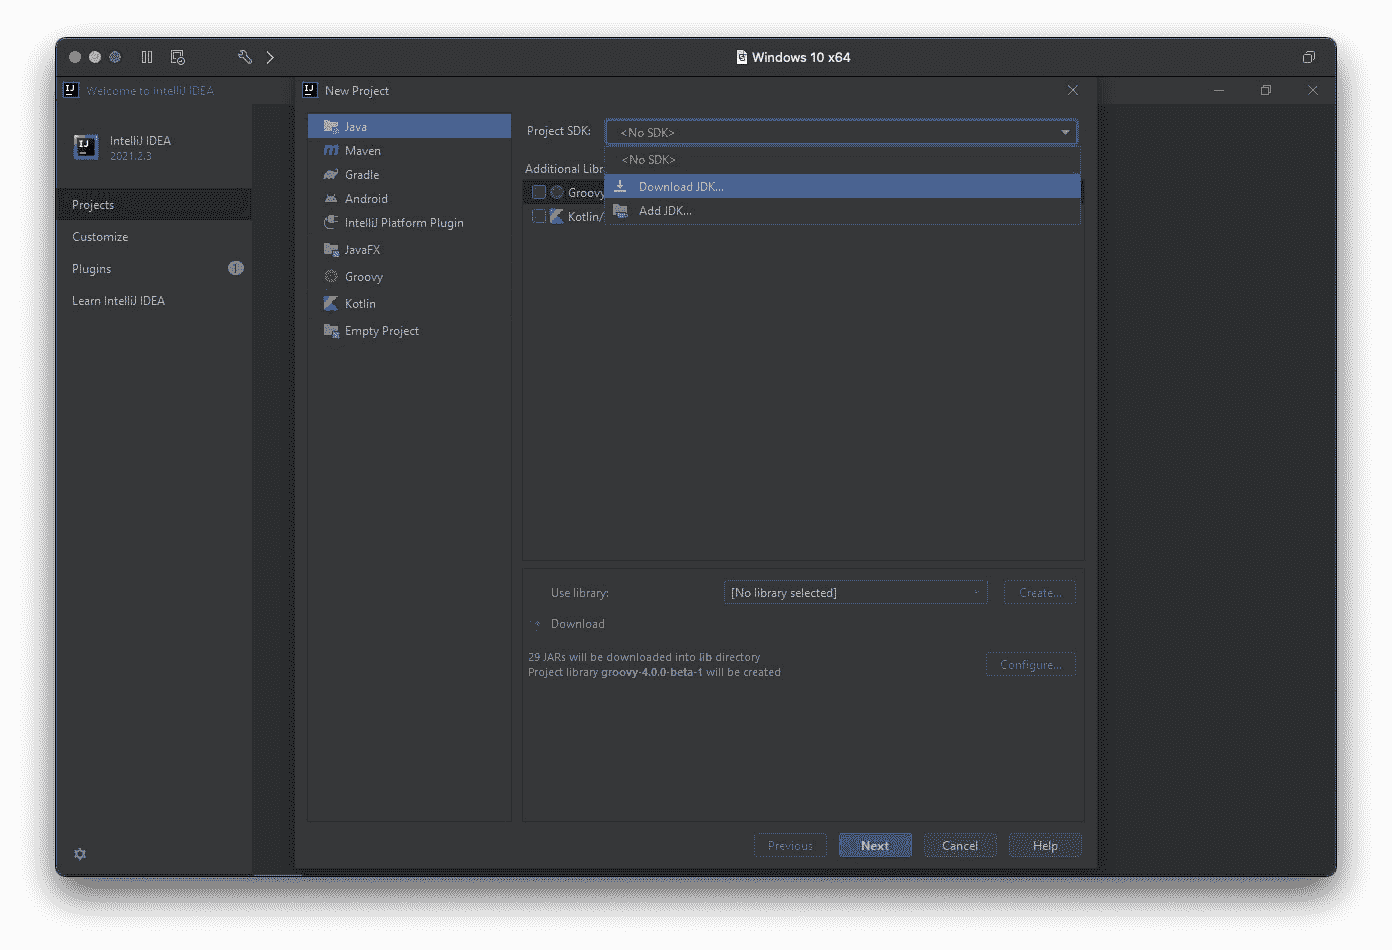 Windows 10 x64
Welcome to IntelliJ IDEA
New Project
IntelliJ IDEA
2021.2.3
Projects
Customize
Plugins
1
Learn IntelliJ IDEA
Java
Maven
Gradle
Android
IntelliJ Platform Plugin
JavaFX
Groovy
Kotlin
Empty Project
Project SDK:
<No SDK>
<No SDK>
Additional Libr
Download JDK...
Groovy
Add JDK...
Kotlin/
Use library:
[No library selected]
Create...
Download
29 JARs will be downloaded into lib directory
Project library groovy-4.0.0-beta-1 will be created
Configure...
Previous
Next
Cancel
Help